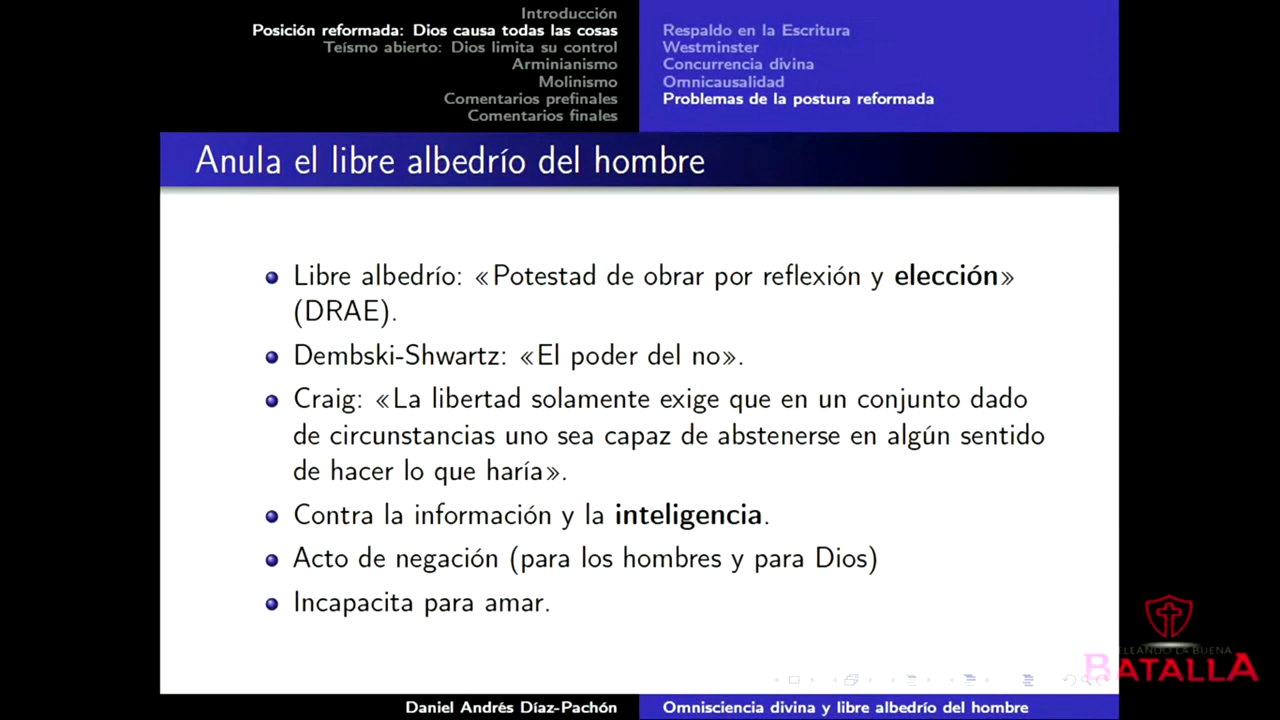 Introducción
Posición reformada: Dios causa todas las cosas
Teísmo abierto: Dios limita su control
Arminianismo
Molinismo
Comentarios prefinales
Comentarios finales
Respaldo en la Escritura
Westminster
Concurrencia divina
Omnicausalidad
Problemas de la postura reformada
Anula el libre albedrío del hombre
Libre albedrío: «Potestad de obrar por reflexión y elección»
(DRAE).
Dembski-Shwartz: «El poder del no».
Craig: «La libertad solamente exige que en un conjunto dado
de circunstancias uno sea capaz de abstenerse en algún sentido
de hacer lo que haría».
Contra la información y la inteligencia.
Acto de negación (para los hombres y para Dios)
Incapacita para amar.
LEANDO LA BUENA
BATALLA
Daniel Andrés Díaz-Pachón
Omnisciencia divina y libre albedrío del hombre